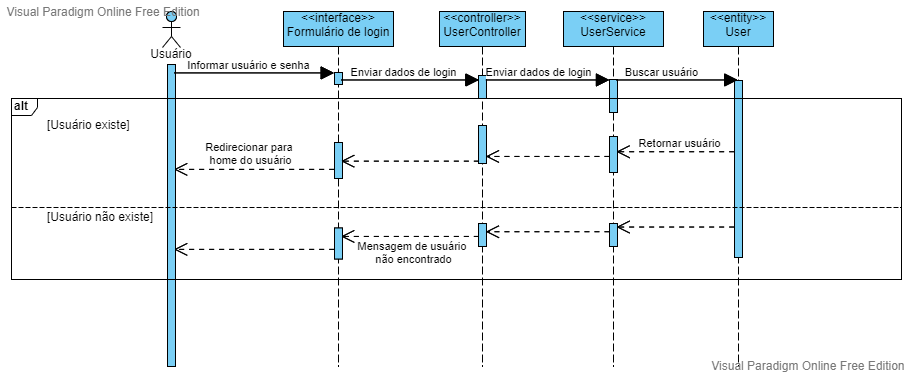 Visual Paradigm Online Free Edition
<<interface>>
Formulário de login
<<controller>>
UserController
<<service>>
UserService
<<entity>>
User
Usuário
Informar usuário e senha
Enviar dados de login
Enviar dados de login
Buscar usuário
alt
[Usuário existe]
Retornar usuário
Redirecionar para
home do usuário
[Usuário não existe]
Mensagem de usuário
não encontrado
Visual Paradigm Online Free Edition